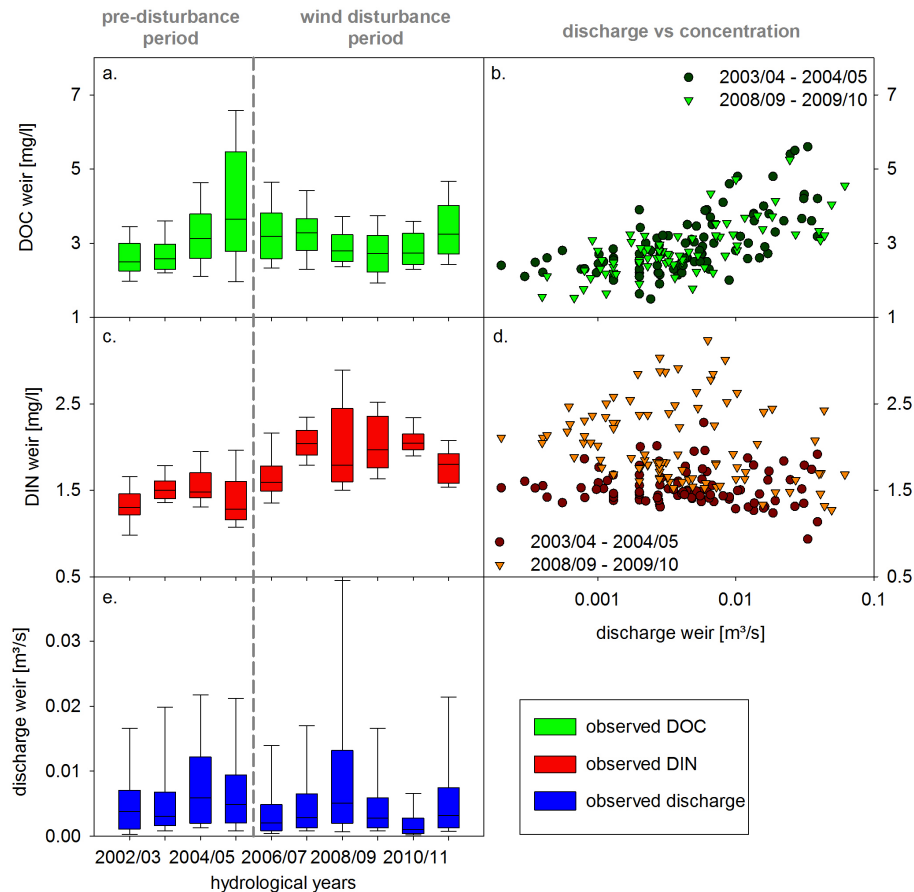 pre-disturbance
period
wind disturbance
period
discharge vs concentration
a.
DOC weir [mg/l]
7
5
3
1
b.
2003/04 - 2004/05
2008/09 - 2009/10
7
5
3
1
c.
DIN weir [mg/l]
2.5
1.5
0.5
d.
2003/04 - 2004/05
2008/09 - 2009/10
2.5
1.5
0.5
0.001
0.01
0.1
discharge weir [m³/s]
e.
discharge weir [m³/s]
0.03
0.02
0.01
0.00
2002/03
2004/05
2006/07
2008/09
2010/11
hydrological years
observed DOC
observed DIN
observed discharge